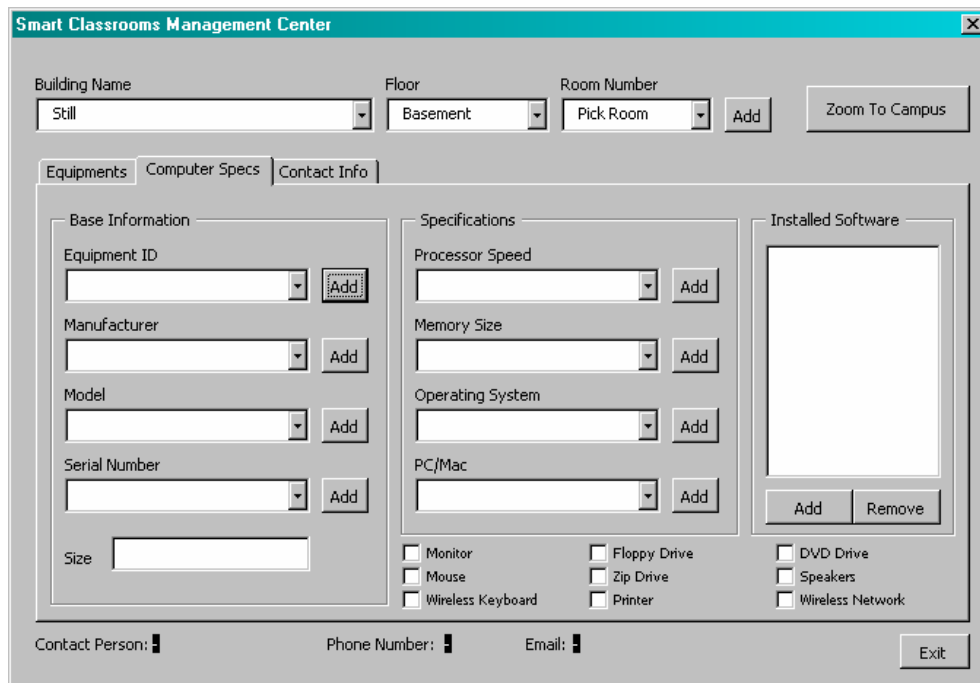 Smart Classrooms Management Center
Building Name Floor Room Number
Still Basement Pick Room Add Zoom To Campus
Equipments Computer Specs Contact Info
Base Information Specifications Installed Software
Equipment ID Processor Speed
Add Add
Manufacturer Memory Size
Add Add
Model Operating System
Add Add
Serial Number PC/Mac
Add Add Add Remove
Size
Monitor Floppy Drive DVD Drive
Mouse Zip Drive Speakers
Wireless Keyboard Printer Wireless Network
Contact Person: - Phone Number: - Email: -
Exit